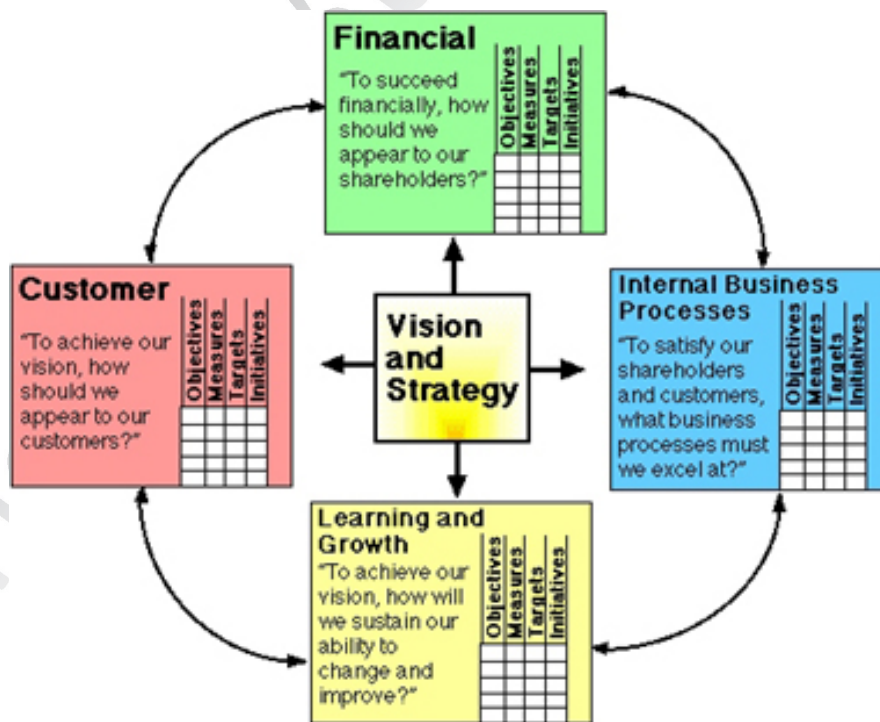 Financial
"To succeed
financially, how
should we
appear to our
shareholders?"
Objectives
Measures
Targets
Initiatives
Customer
"To achieve our
vision, how
should we
appear to our
customers?"
Objectives
Measures
Targets
Initiatives
Vision
and
Strategy
Internal Business
Processes
"To satisfy our
shareholders
and customers,
what business
processes must
we excel at?"
Objectives
Measures
Targets
Initiatives
Learning and
Growth
"To achieve our
vision, how will
we sustain our
ability to
change and
improve?"
Objectives
Measures
Targets
Initiatives